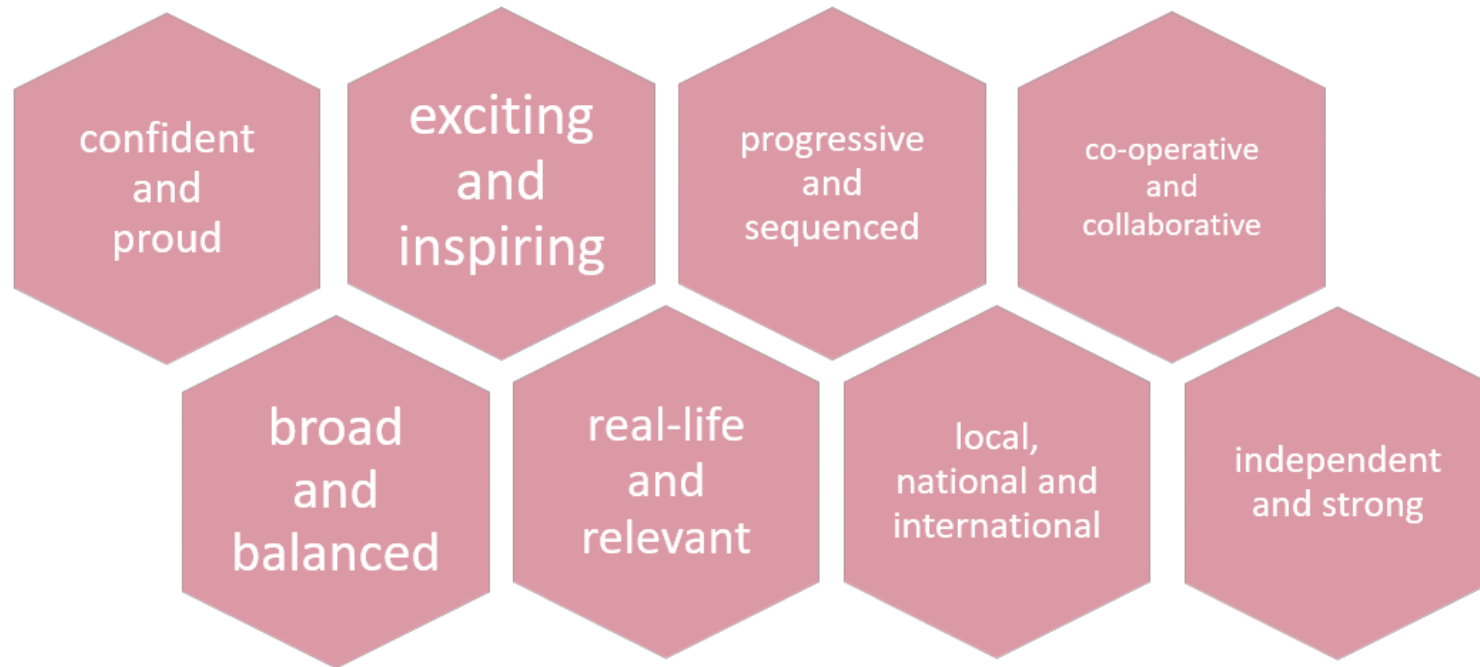 confident
and
proud
exciting
and
inspiring
progressive
and
sequenced
co-operative
and
collaborative
broad
and
balanced
real-life
and
relevant
local,
national and
international
independent
and strong